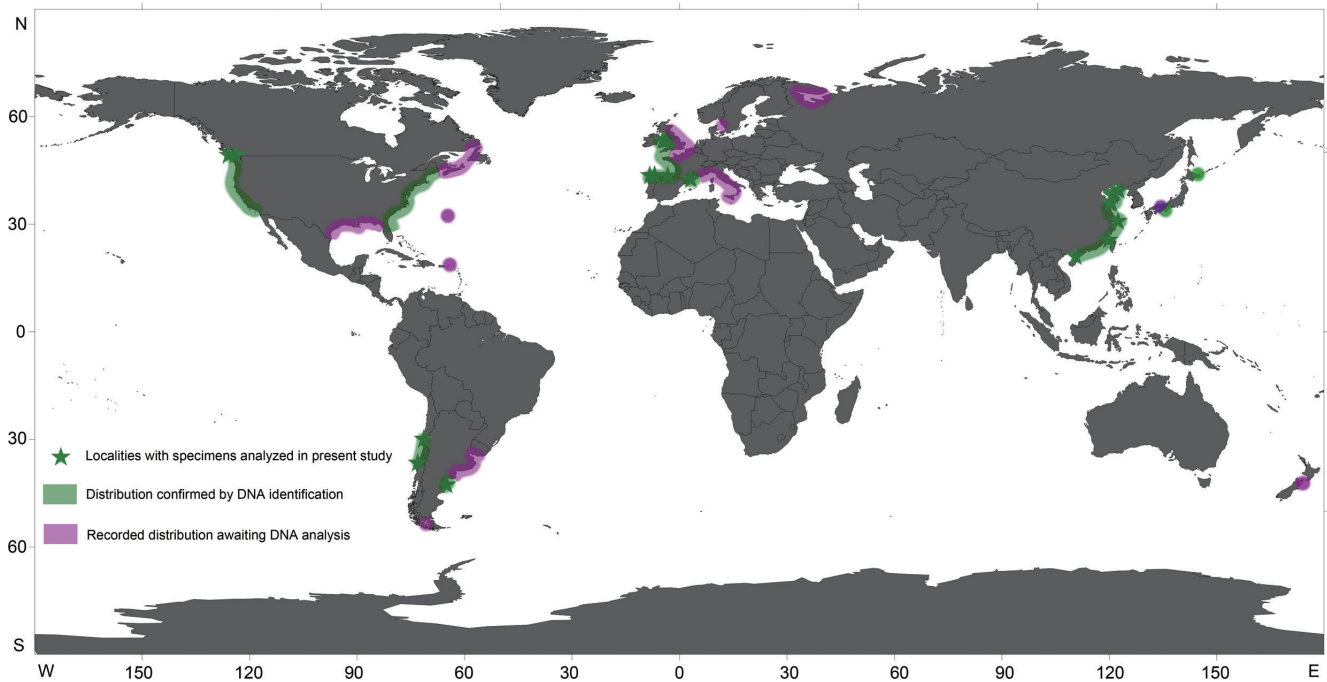 N
60
30
0
30
Localities with specimens analyzed in present study
Distribution confirmed by DNA identification
Recorded distribution awaiting DNA analysis
60
S
W 150 120 90 60 30 0 30 60 90 120 150 E